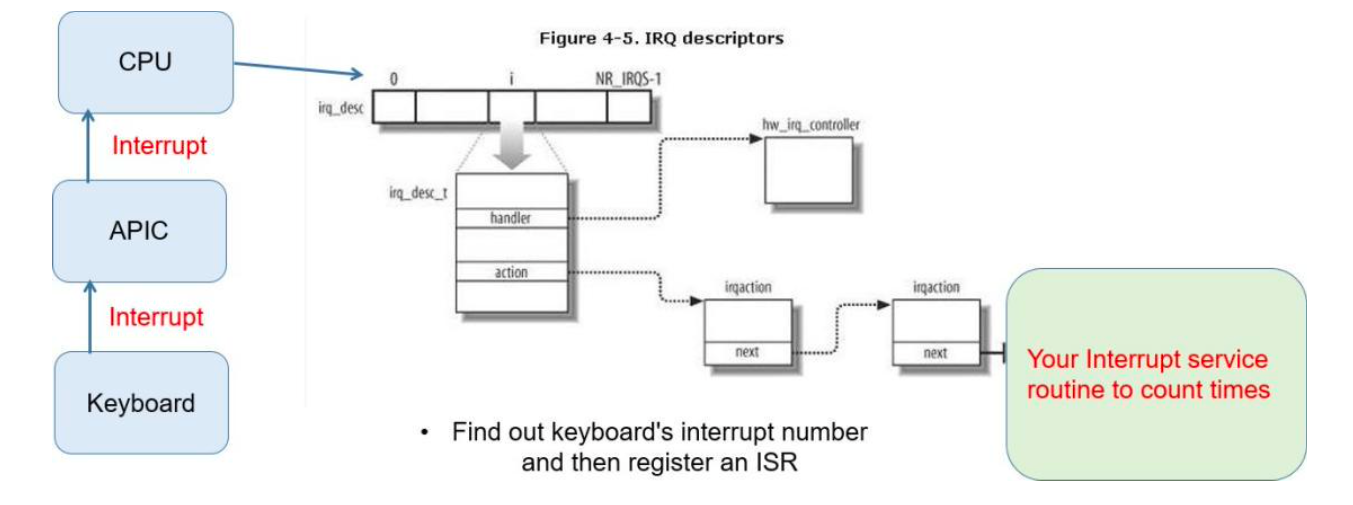 CPU
Figure 4-5. IRQ descriptors
0 i NR_IRQS-1
irq_desc
hw_irq_controller
Interrupt
irq_desc_t
handler
APIC
action
irqaction irqaction
Interrupt
next next
Your Interrupt service
routine to count times
Keyboard
• Find out keyboard's interrupt number
and then register an ISR